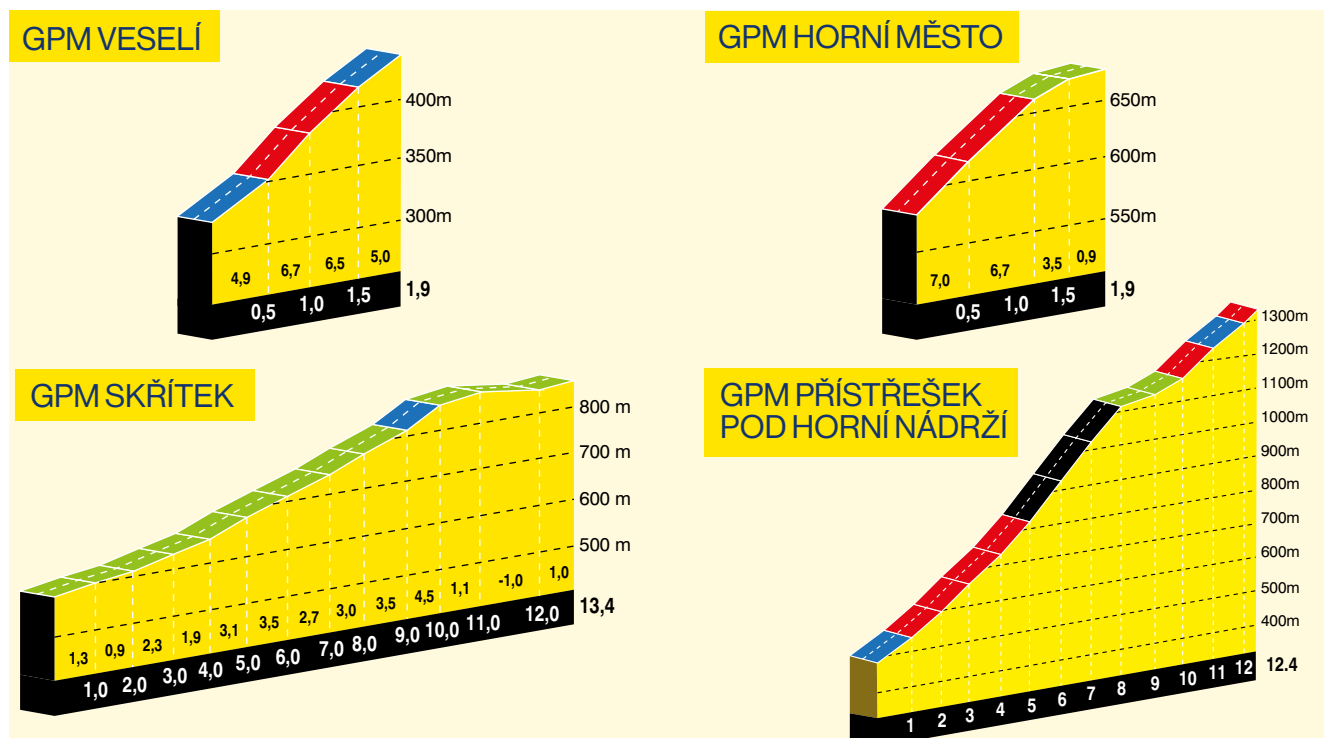 GPM VESELÍ
400m
350m
300m
4,9 6,7 6,5 5,0
0,5 1,0 1,5 1,9
GPM HORNÍ MĚSTO
650m
600m
550m
7,0 6,7 3,5 0,9
0,5 1,0 1,5 1,9
GPM SKŘÍTEK
800 m
700 m
600 m
500 m
1,3 0,9 2,3 1,9 3,1 3,5 2,7 3,0 3,5 4,5 1,1 -1,0 1,0
1,0 2,0 3,0 4,0 5,0 6,0 7,0 8,0 9,0 10,0 11,0 12,0 13,4
GPM PŘÍSTŘEŠEK
POD HORNÍ NÁDRŽÍ
1300m
1200m
1100m
1000m
900m
800m
700m
600m
500m
400m
1 2 3 4 5 6 7 8 9 10 11 12 12.4